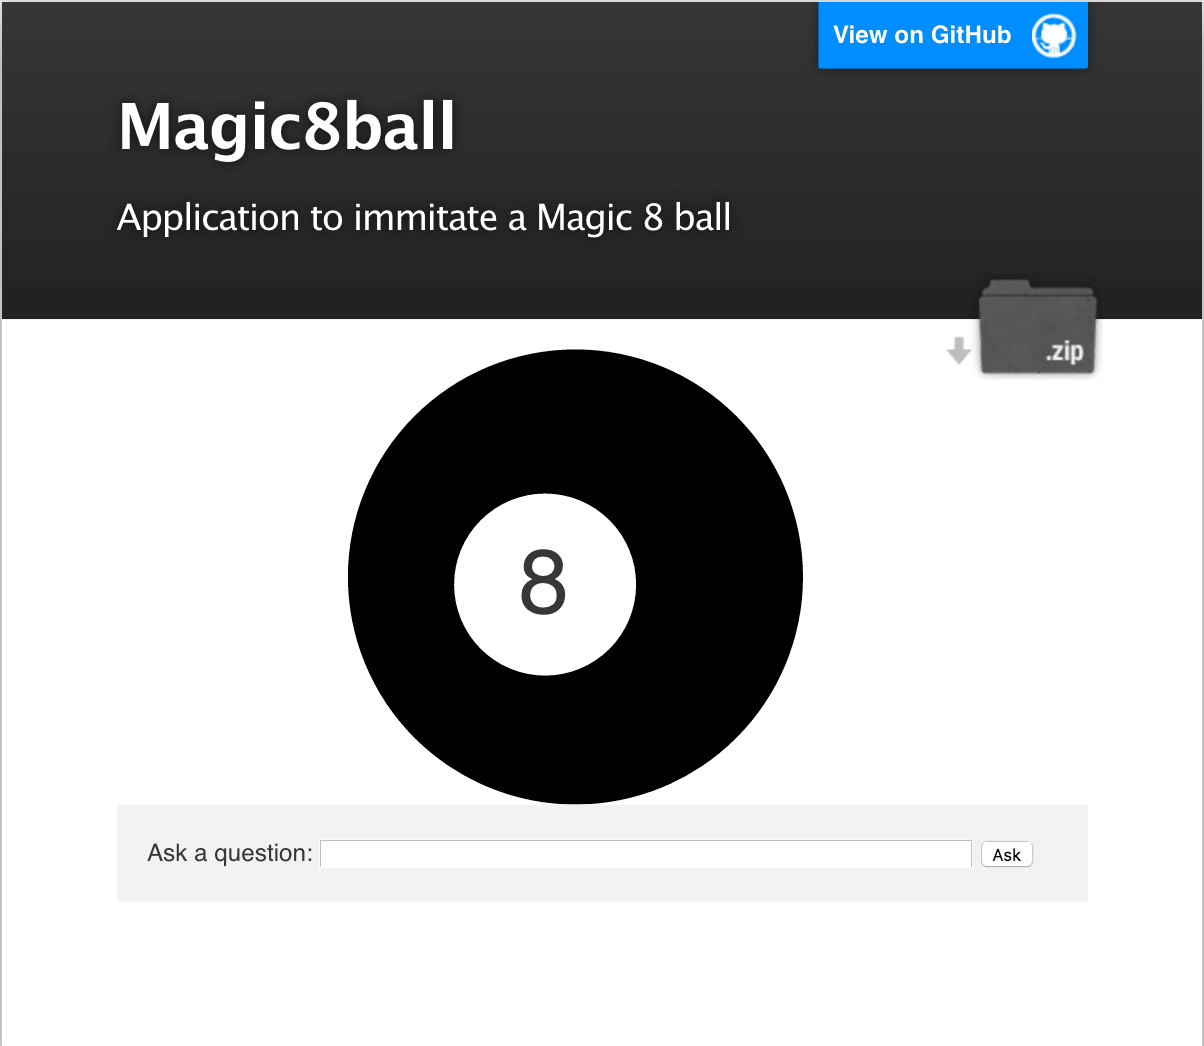 View on GitHub
Magic8ball
Application to immitate a Magic 8 ball
.zip
8
Ask a question:
Ask